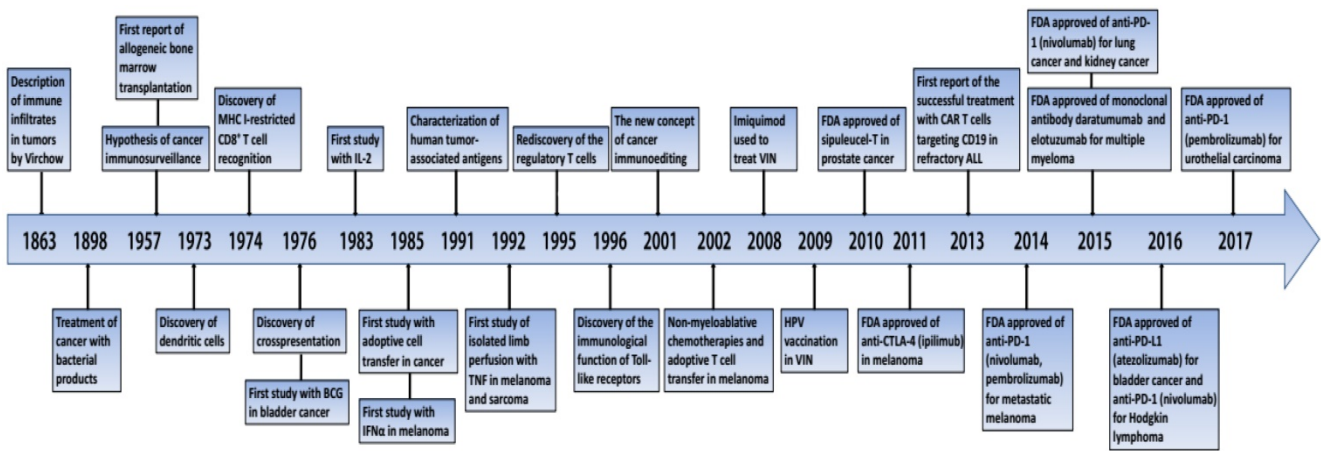 First report of
allogeneic bone
marrow
transplantation
FDA approved of anti-PD-
1 (nivolumab) for lung
cancer and kidney cancer
Description
of immune
infiltrates
in tumors
by Virchow
Hypothesis of cancer
immunosurveillance
Discovery of
MHC I-restricted
CD8⁺ T cell
recognition
First study
with IL-2
Characterization of
human tumor-
associated antigens
Rediscovery of the
regulatory T cells
The new concept
of cancer
immunoediting
Imiquimod
used to
treat VIN
FDA approved of
sipuleucel-T in
prostate cancer
First report of the
successful treatment
with CAR T cells
targeting CD19 in
refractory ALL
FDA approved of monoclonal
antibody daratumumab and
elotuzumab for multiple
myeloma
FDA approved of
anti-PD-1
(pembrolizumab) for
urothelial carcinoma
1863 1898 1957 1973 1974 1976 1983 1985 1991 1992 1995 1996 2001 2002 2008 2009 2010 2011 2013 2014 2015 2016 2017
Treatment of
cancer with
bacterial
products
Discovery of
dendritic cells
Discovery of
crosspresentation
First study with BCG
in bladder cancer
First study with
adoptive cell
transfer in cancer
First study with
IFNα in melanoma
First study of
isolated limb
perfusion with
TNF in melanoma
and sarcoma
Discovery of the
immunological
function of Toll-
like receptors
Non-myeloablative
chemotherapies and
adoptive T cell
transfer in melanoma
HPV
vaccination
in VIN
FDA approved of
anti-CTLA-4 (ipilimub)
in melanoma
FDA approved of
anti-PD-1
(nivolumab,
pembrolizumab)
for metastatic
melanoma
FDA approved of
anti-PD-L1
(atezolizumab) for
bladder cancer and
anti-PD-1 (nivolumab)
for Hodgkin
lymphoma